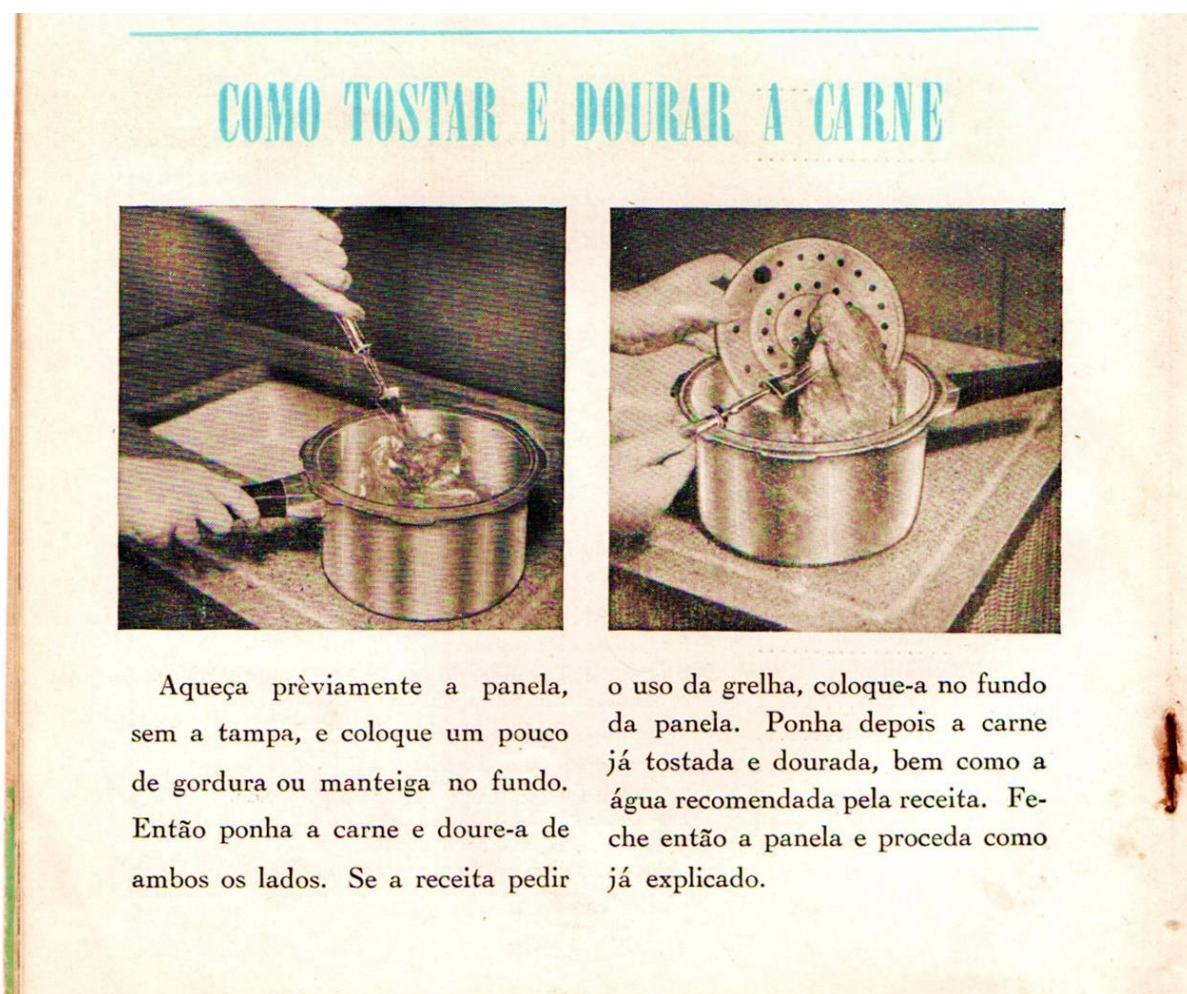 COMO TOSTAR E DOURAR A CARNE
Aqueça prèviamente a panela,
sem a tampa, e coloque um pouco
de gordura ou manteiga no fundo.
Então ponha a carne e doure-a de
ambos os lados. Se a receita pedir
o uso da grelha, coloque-a no fundo
da panela. Ponha depois a carne
já tostada e dourada, bem como a
água recomendada pela receita. Fe-
che então a panela e proceda como
já explicado.